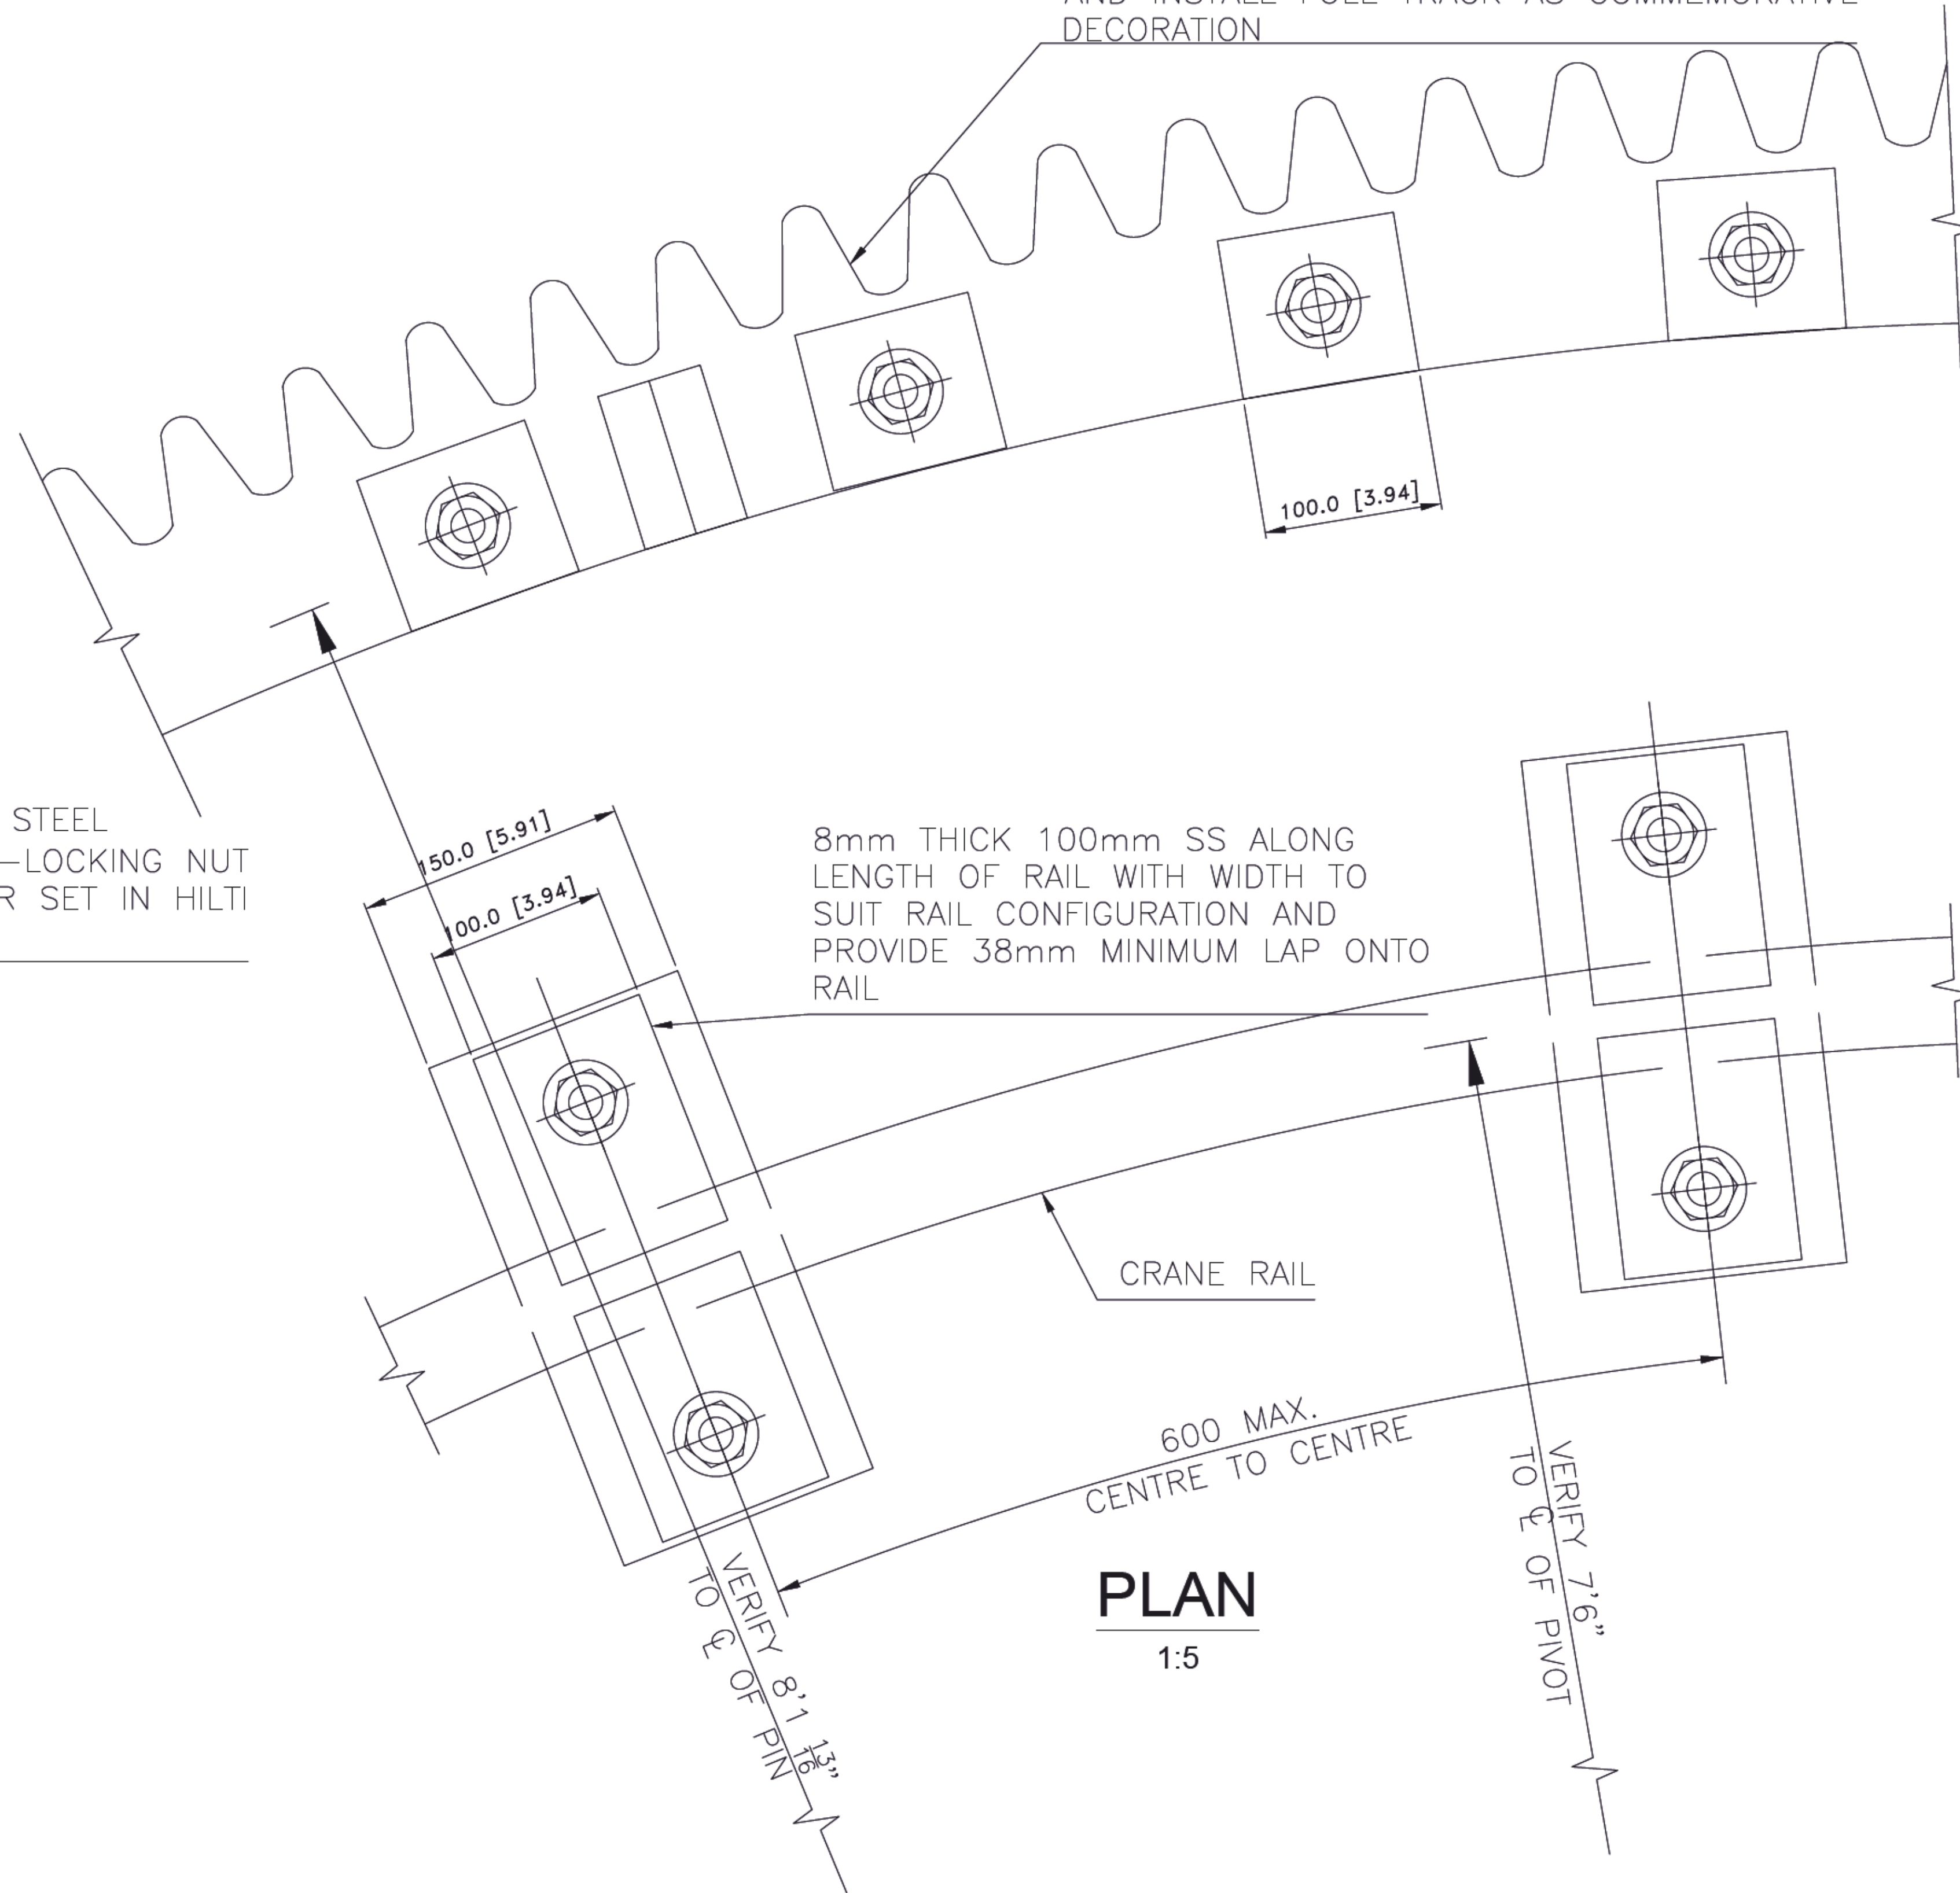 DECORATION
100.0 [3.94]
STEEL
-LOCKING NUT
R SET IN HILTI
150.0 [5.91]
100.0 [3.94]
8mm THICK 100mm SS ALONG
LENGTH OF RAIL WITH WIDTH TO
SUIT RAIL CONFIGURATION AND
PROVIDE 38mm MINIMUM LAP ONTO
RAIL
CRANE RAIL
600 MAX.
CENTRE TO CENTRE
VERIFY 7'6"
TO ℄ OF PIVOT
PLAN
1:5
VERIFY 8'1 13/16"
TO ℄ OF PIN